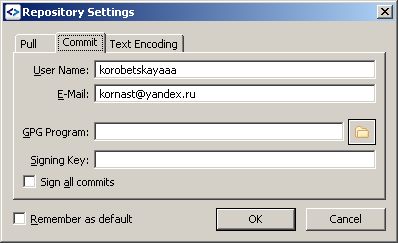 Repository Settings
Pull Commit Text Encoding
User Name: korobetskayaaa
E-Mail: kornast@yandex.ru
GPG Program:
Signing Key:
Sign all commits
Remember as default OK Cancel